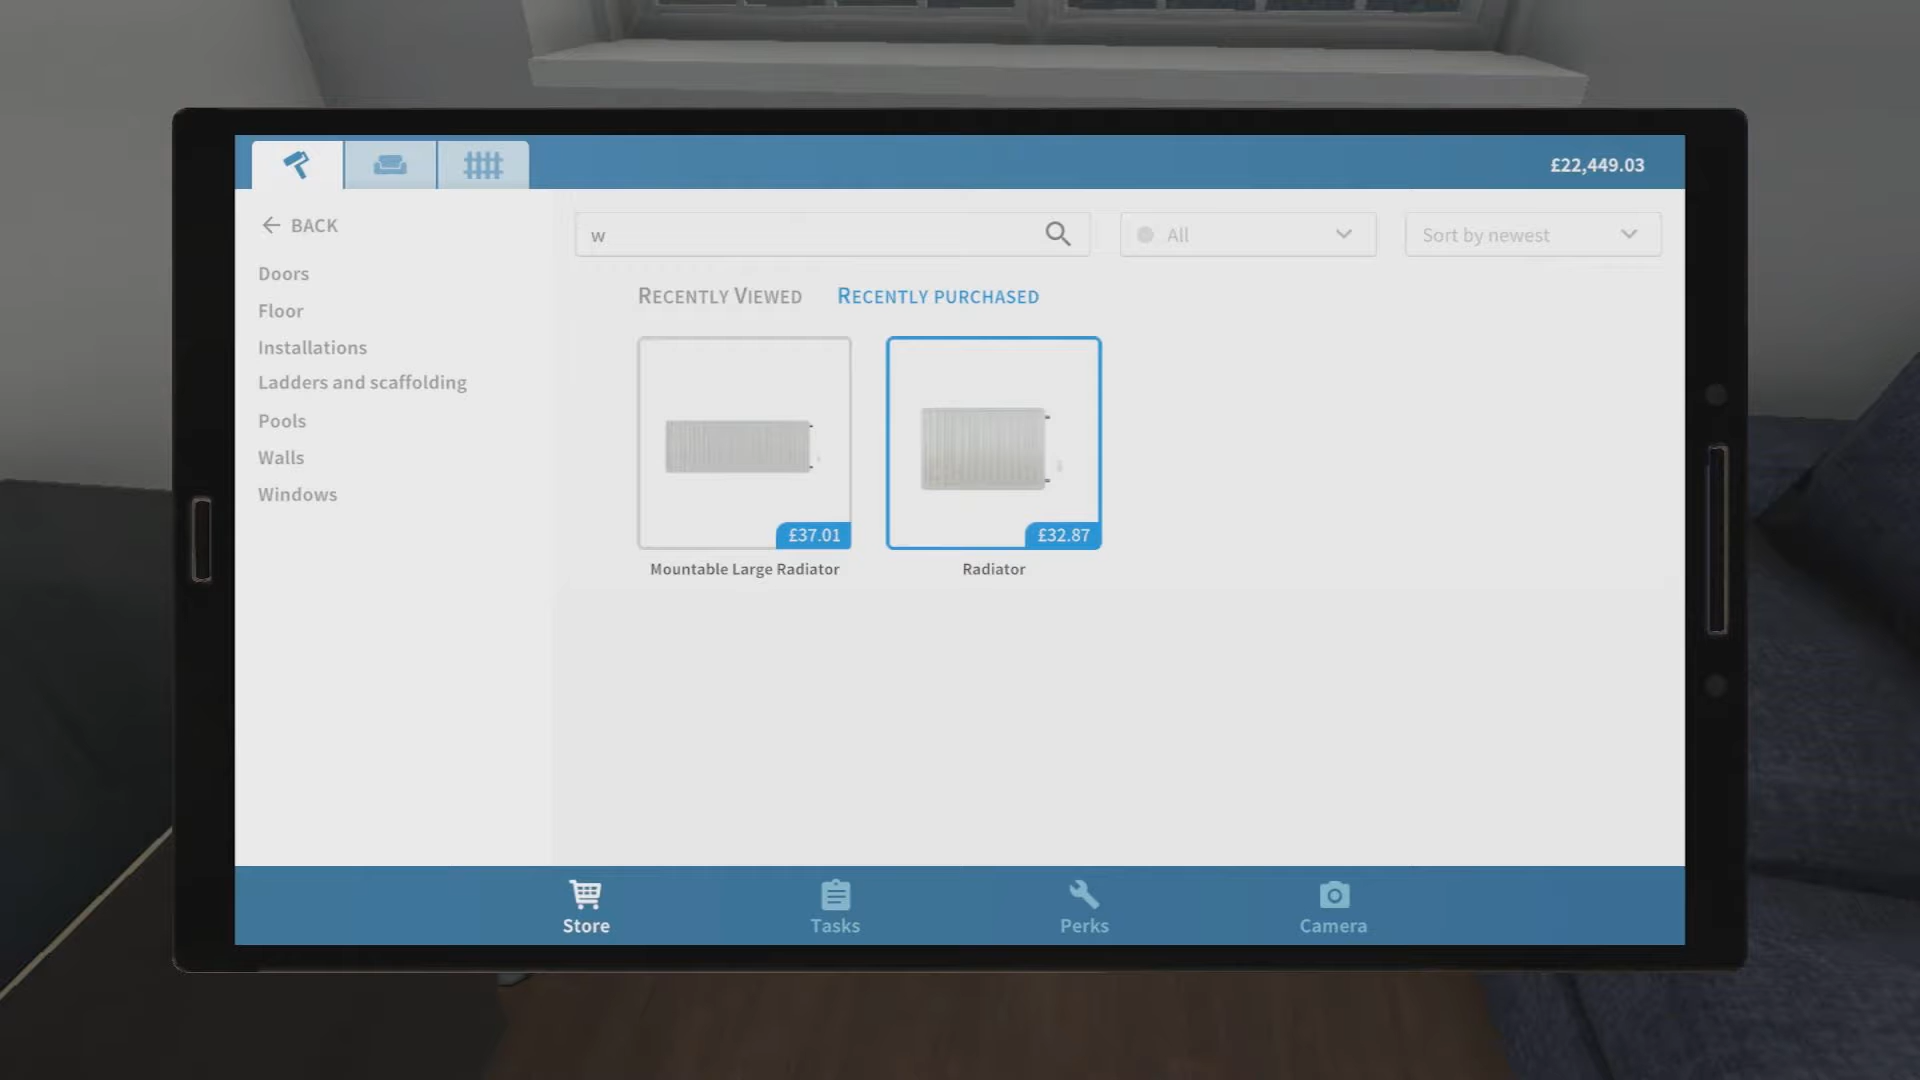 £22,449.03
BACK
w
All
Sort by newest
Doors
Floor
Installations
Ladders and scaffolding
Pools
Walls
Windows
RECENTLY VIEWED
RECENTLY PURCHASED
£37.01
£32.87
Mountable Large Radiator
Radiator
Store
Tasks
Perks
Camera